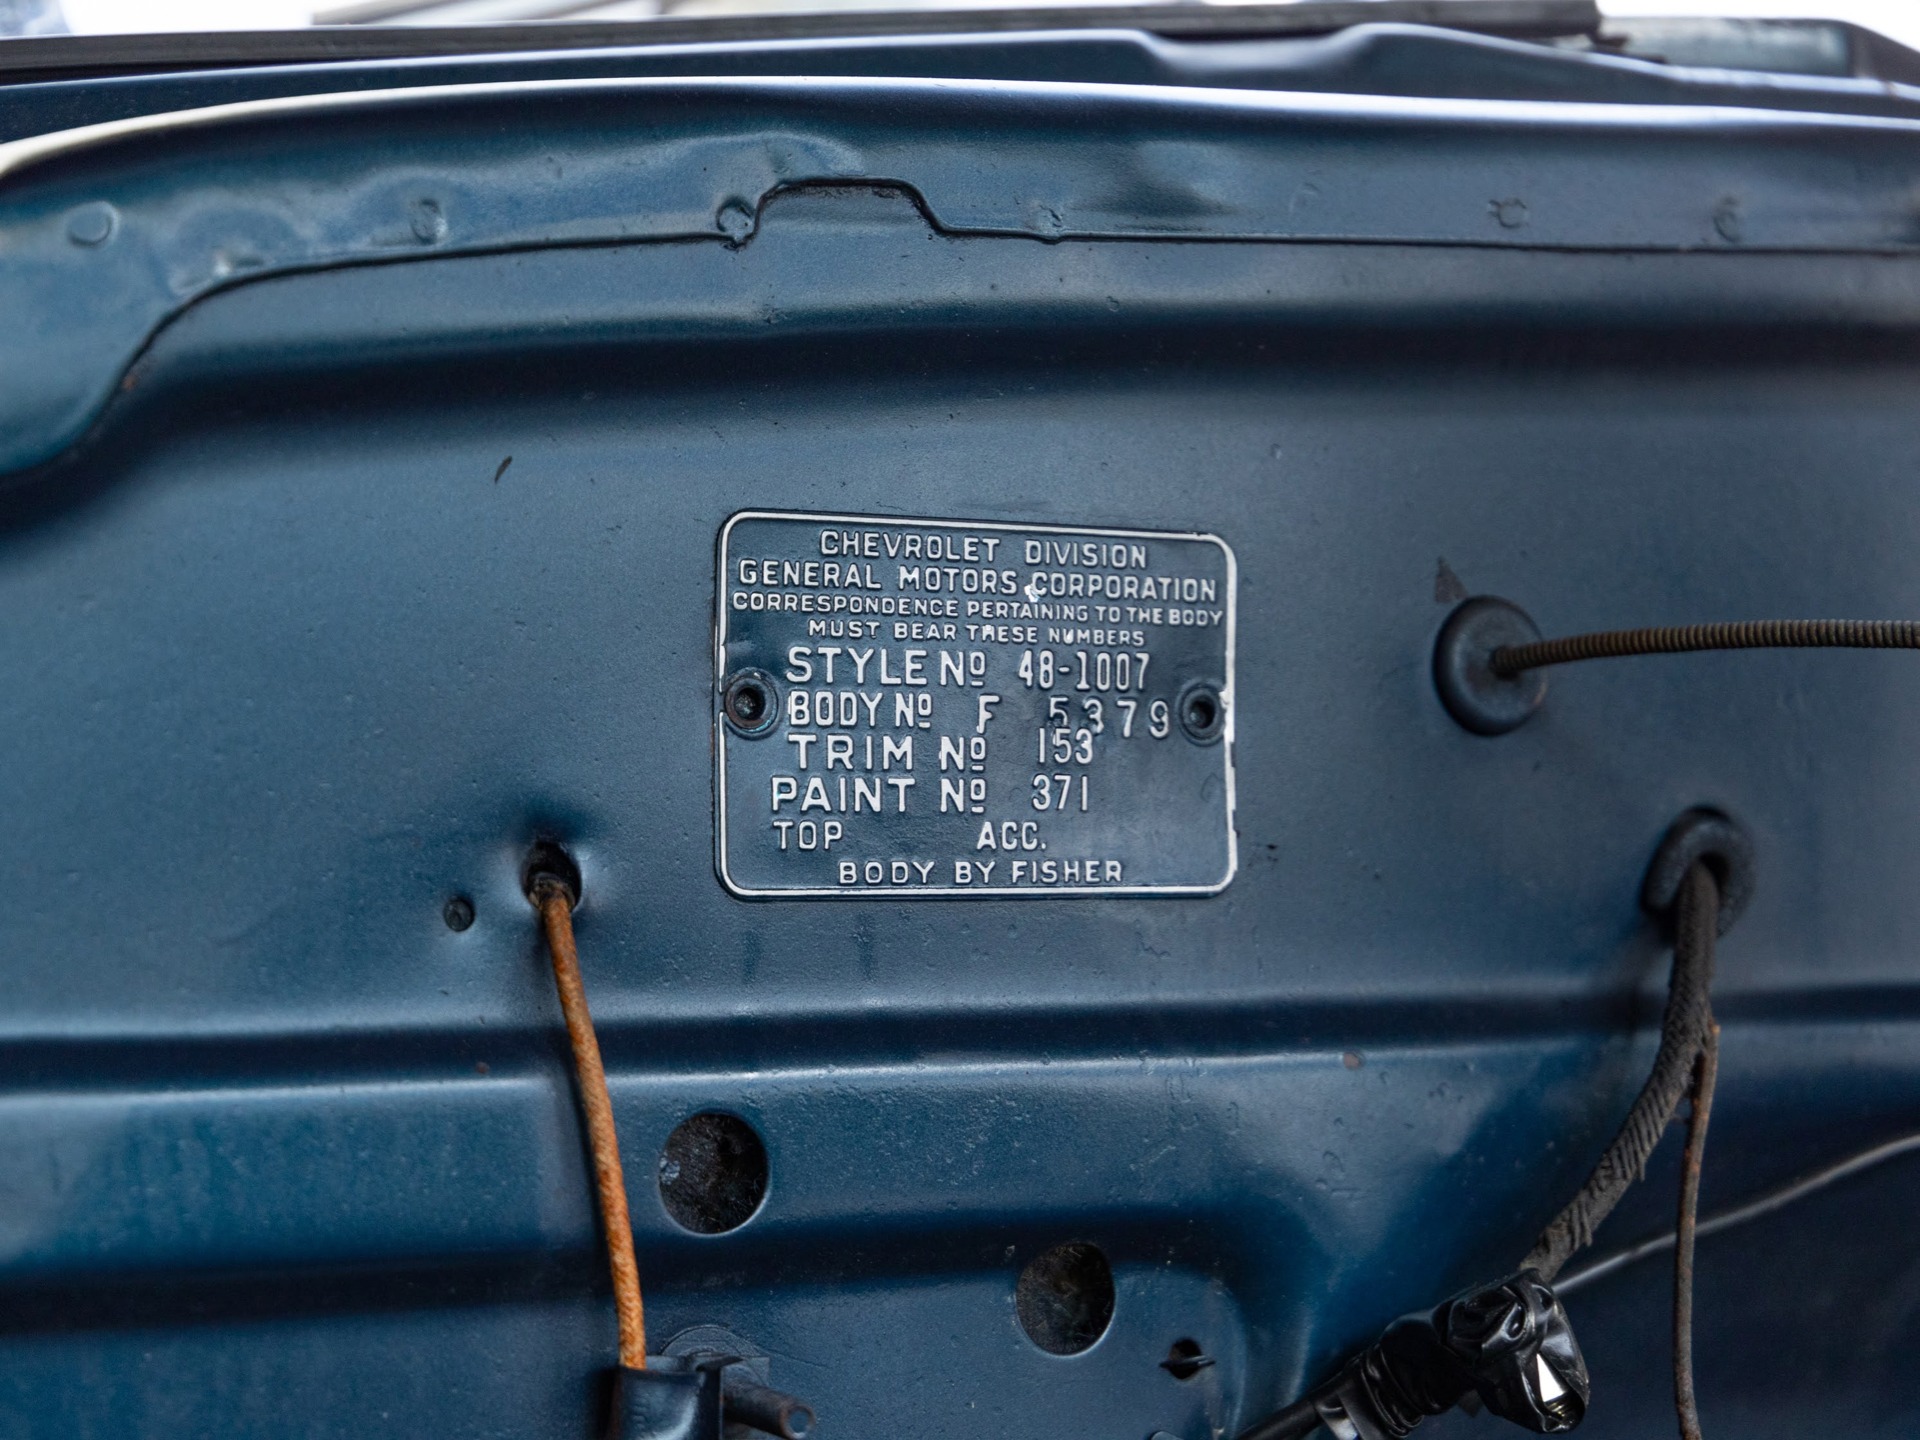 CHEVROLET DIVISION
GENERAL MOTORS CORPORATION
CORRESPONDENCE PERTAINING TO THE BODY
MUST BEAR THESE NUMBERS
STYLE Nº 48-1007
BODY Nº F 5379
TRIM Nº 153
PAINT Nº 371
TOP ACC.
BODY BY FISHER